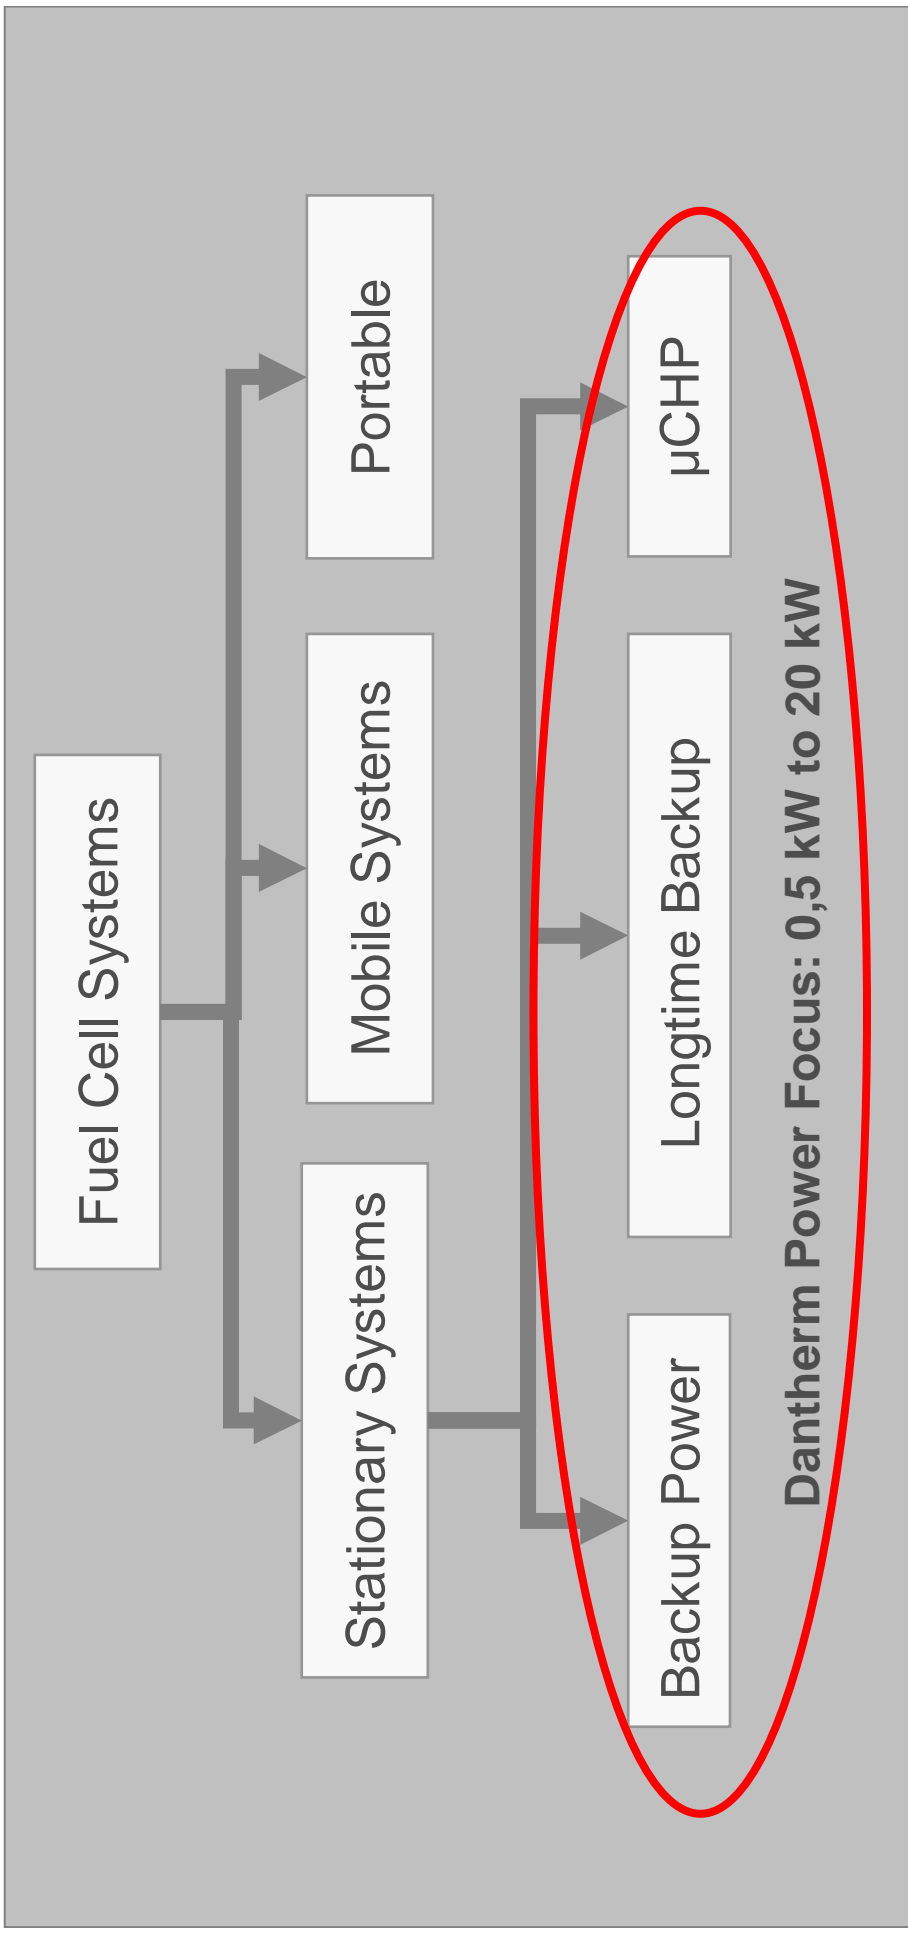 Fuel Cell Systems
Stationary Systems
Mobile Systems
Portable
Backup Power
Longtime Backup
µCHP
Dantherm Power Focus: 0,5 kW to 20 kW